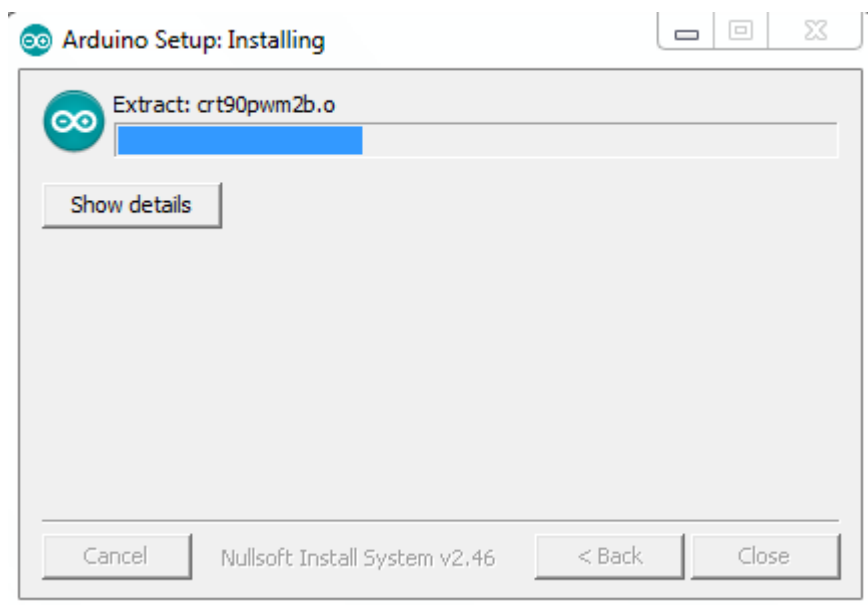 Arduino Setup: Installing
Extract: crt90pwm2b.o
Show details
Cancel Nullsoft Install System v2.46 < Back Close